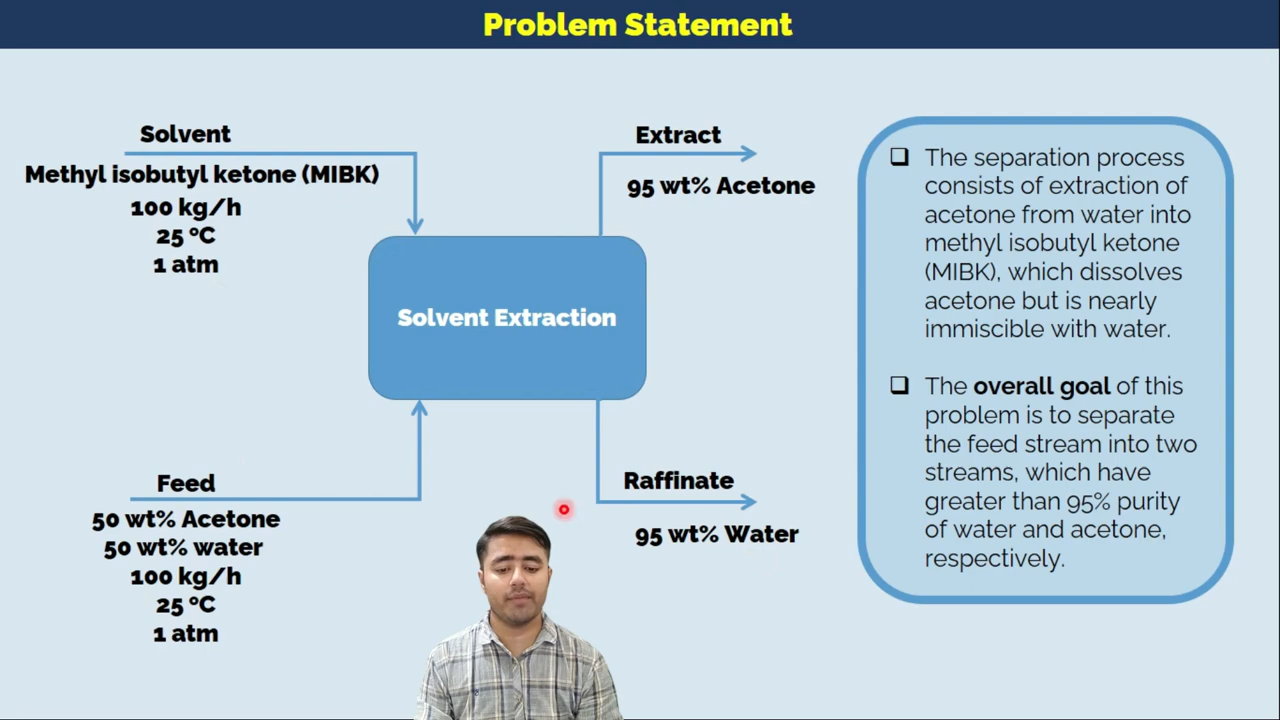 Problem Statement
Solvent
Methyl isobutyl ketone (MIBK)
100 kg/h
25 °C
1 atm
Extract
95 wt% Acetone
Solvent Extraction
Feed
50 wt% Acetone
50 wt% water
100 kg/h
25 °C
1 atm
Raffinate
95 wt% Water
❑ The separation process
consists of extraction of
acetone from water into
methyl isobutyl ketone
(MIBK), which dissolves
acetone but is nearly
immiscible with water.
❑ The overall goal of this
problem is to separate
the feed stream into two
streams, which have
greater than 95% purity
of water and acetone,
respectively.